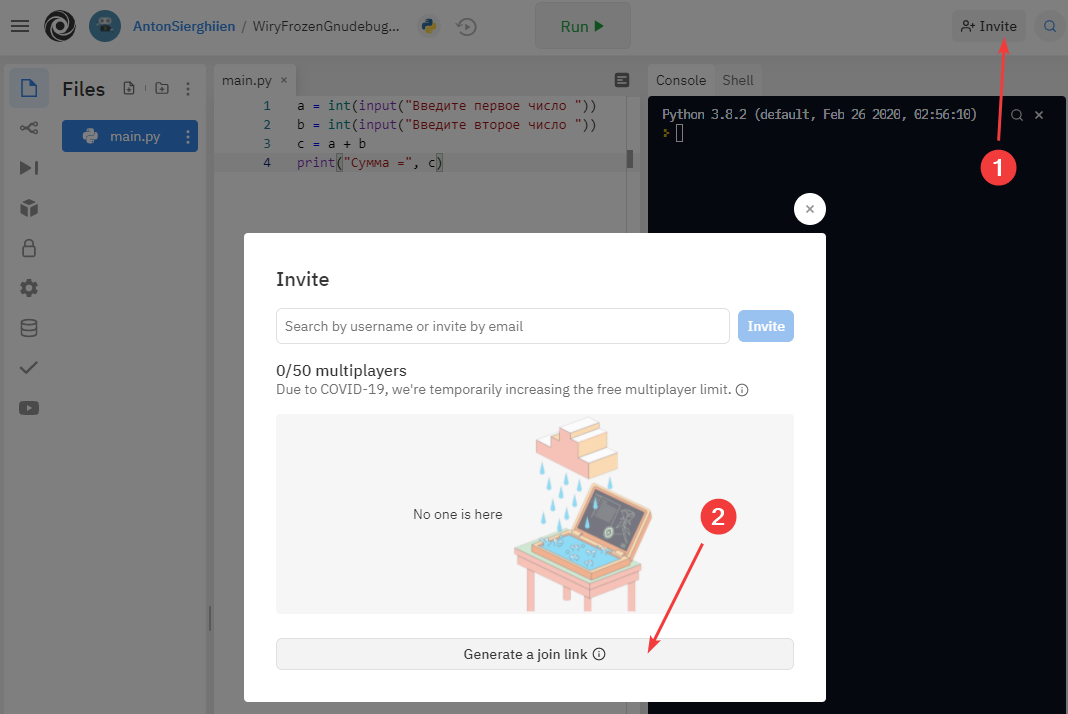 AntonSierghiien / WiryFrozenGnudebug...
Run
Invite
1
Files
main.py
main.py ×
1 a = int(input("Введите первое число "))
2 b = int(input("Введите второе число "))
3 c = a + b
4 print("Сумма =", c)
Console Shell
Python 3.8.2 (default, Feb 26 2020, 02:56:10)
Invite
Search by username or invite by email
Invite
0/50 multiplayers
Due to COVID-19, we're temporarily increasing the free multiplayer limit.
No one is here
2
Generate a join link